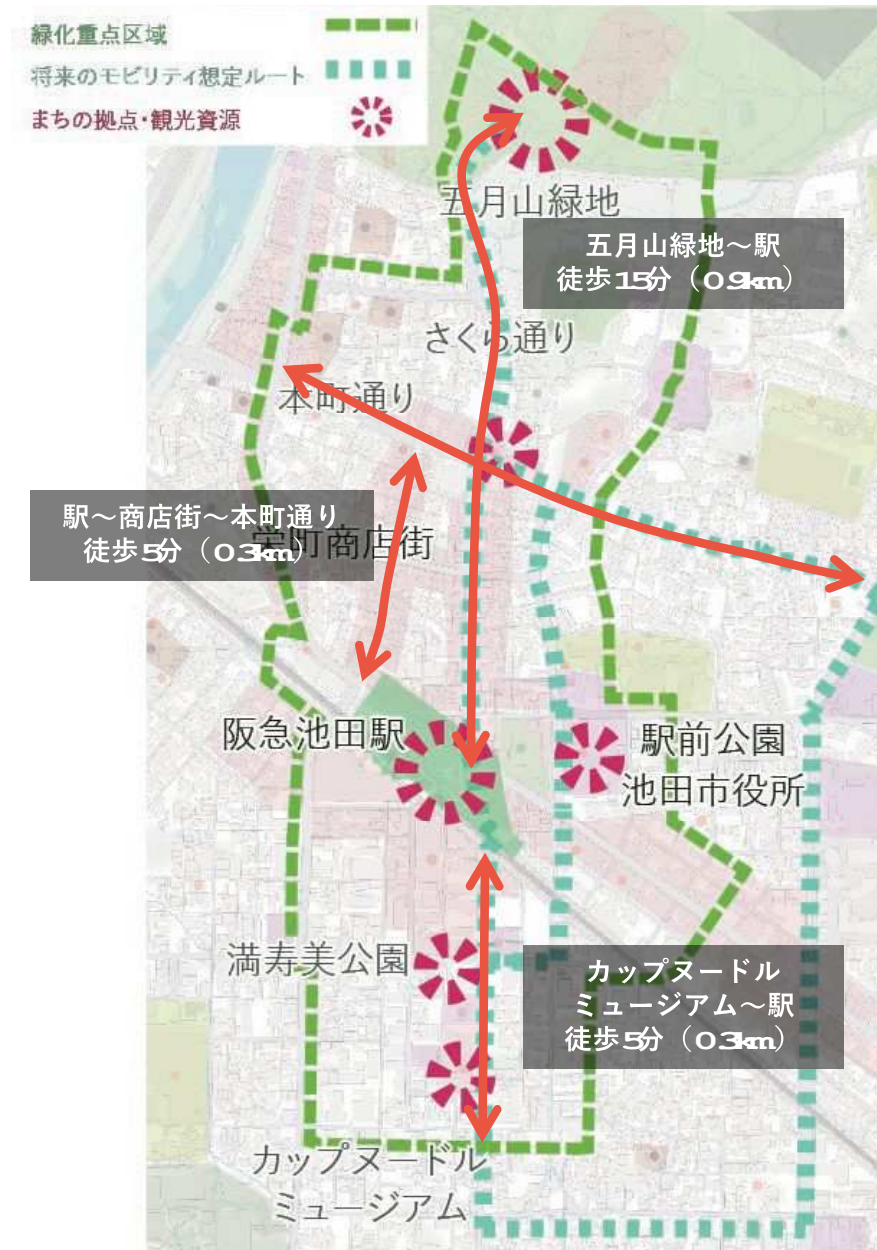 緑化重点区域
将来のモビリティ想定ルート
まちの拠点・観光資源
五月山緑地
五月山緑地～駅
徒歩15分（0.9km）
さくら通り
本町通り
駅～商店街～本町通り
徒歩5分（0.3km）
栄町商店街
阪急池田駅
駅前公園
池田市役所
満寿美公園
カップヌードル
ミュージアム～駅
徒歩5分（0.3km）
カップヌードル
ミュージアム